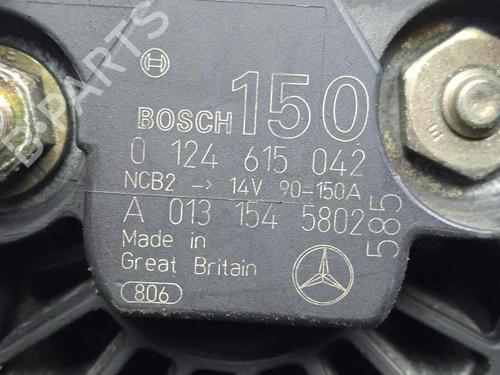 B-PARTS
150
BOSCH
0 124 615 042
NCB2 -> 14V 90-150A
A 013 154 5802
585
Made in
Great Britain
806